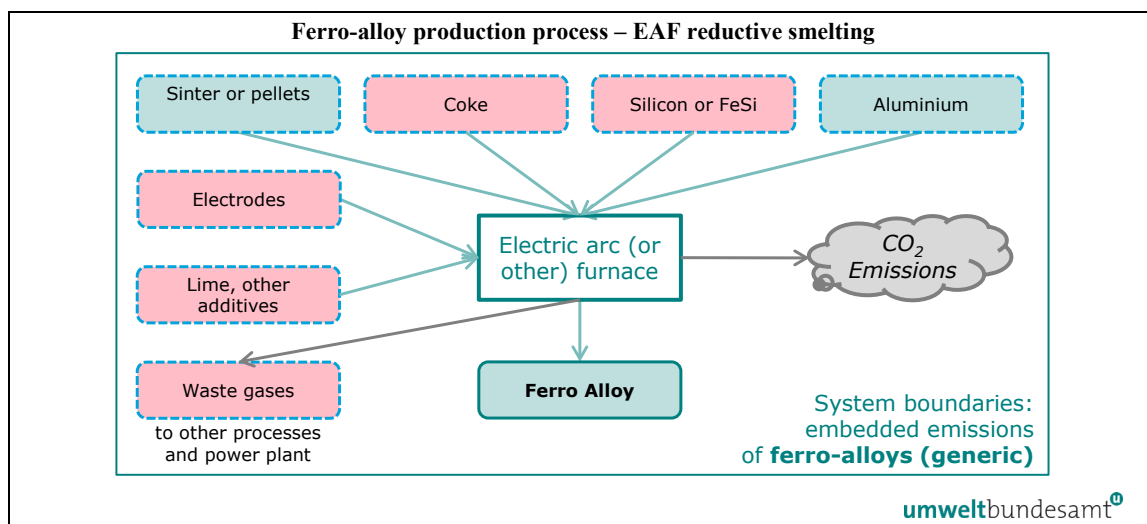 Ferro-alloy production process – EAF reductive smelting
Sinter or pellets
Coke
Silicon or FeSi
Aluminium
Electrodes
Electric arc (or
other) furnace
CO₂
Emissions
Lime, other
additives
Waste gases
Ferro Alloy
to other processes
and power plant
System boundaries:
embedded emissions
of ferro-alloys (generic)
umweltbundesamt ᵁ